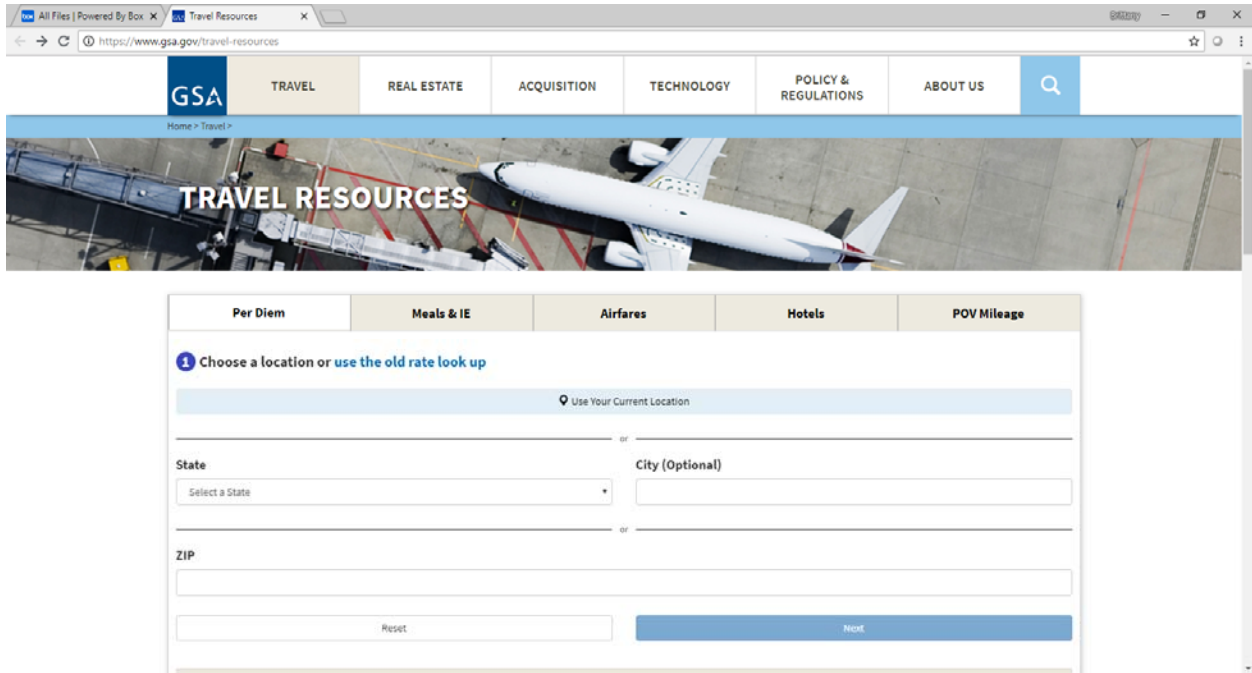 All Files | Powered By Box
Travel Resources
https://www.gsa.gov/travel-resources
GSA
TRAVEL
REAL ESTATE
ACQUISITION
TECHNOLOGY
POLICY &
REGULATIONS
ABOUT US
Home > Travel >
TRAVEL RESOURCES
Per Diem
Meals & IE
Airfares
Hotels
POV Mileage
1 Choose a location or use the old rate look up
Use Your Current Location
or
State
City (Optional)
Select a State
or
ZIP
Reset
Next